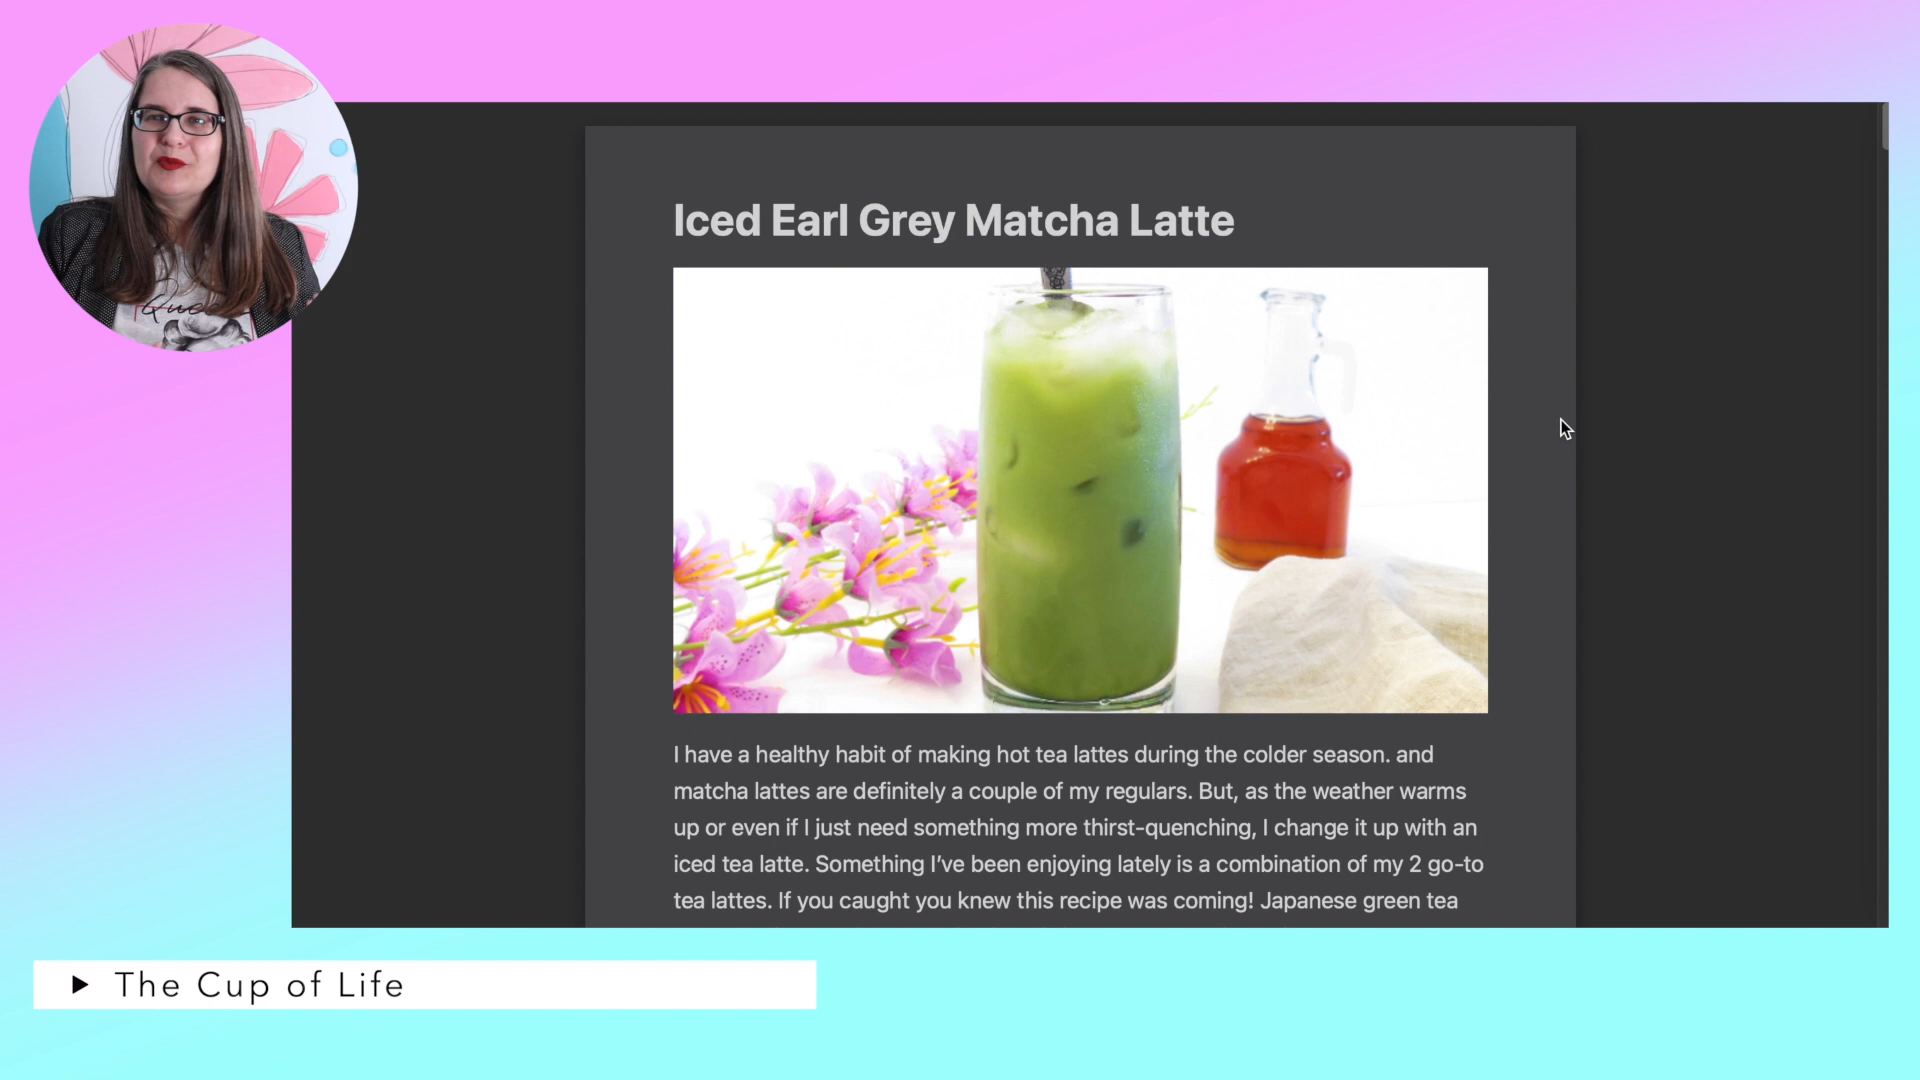 Queen
Iced Earl Grey Matcha Latte
I have a healthy habit of making hot tea lattes during the colder season. and
matcha lattes are definitely a couple of my regulars. But, as the weather warms
up or even if I just need something more thirst-quenching, I change it up with an
iced tea latte. Something I’ve been enjoying lately is a combination of my 2 go-to
tea lattes. If you caught you knew this recipe was coming! Japanese green tea
The Cup of Life